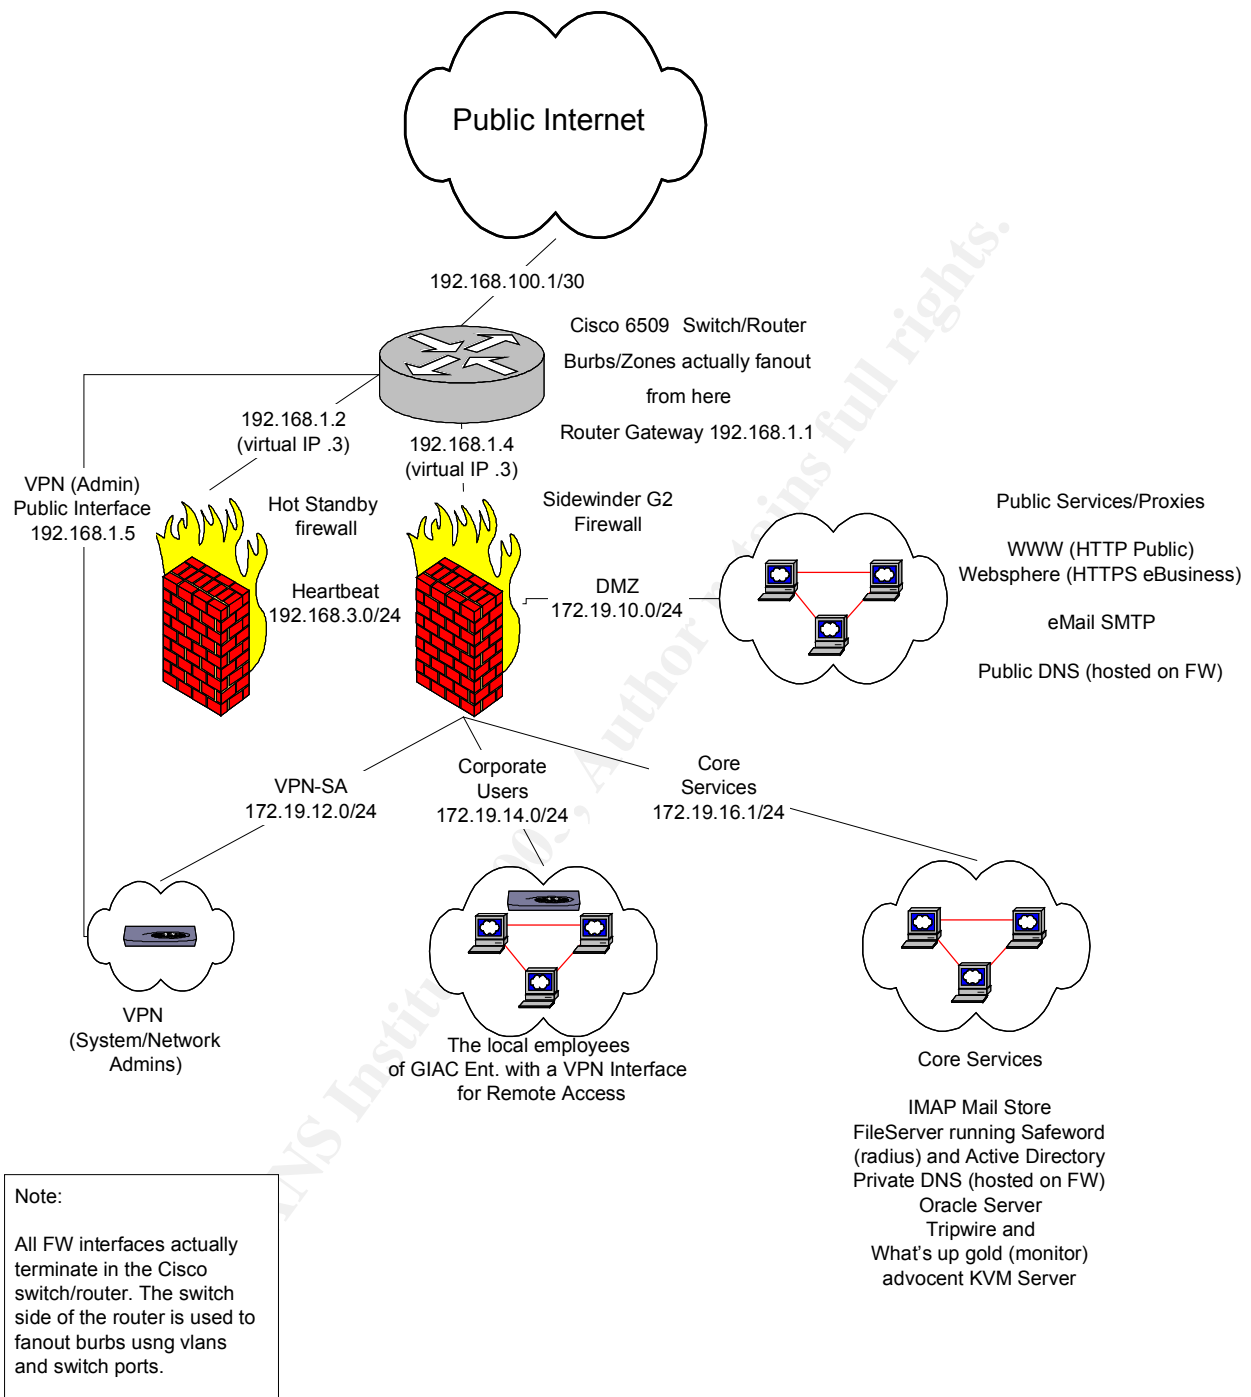 Public Internet
192.168.100.1/30
Cisco 6509 Switch/Router
Burbs/Zones actually fanout
from here
Router Gateway 192.168.1.1
192.168.1.2
(virtual IP .3)
192.168.1.4
(virtual IP .3)
VPN (Admin)
Public Interface
192.168.1.5
Hot Standby
firewall
Sidewinder G2
Firewall
Heartbeat
192.168.3.0/24
DMZ
172.19.10.0/24
Public Services/Proxies
WWW (HTTP Public)
Websphere (HTTPS eBusiness)
eMail SMTP
Public DNS (hosted on FW)
VPN-SA
172.19.12.0/24
Corporate
Users
172.19.14.0/24
Core
Services
172.19.16.1/24
VPN
(System/Network
Admins)
The local employees
of GIAC Ent. with a VPN Interface
for Remote Access
Core Services
IMAP Mail Store
FileServer running Safeword
(radius) and Active Directory
Private DNS (hosted on FW)
Oracle Server
Tripwire and
What's up gold (monitor)
advocent KVM Server
Note:
All FW interfaces actually
terminate in the Cisco
switch/router. The switch
side of the router is used to
fanout burbs usng vlans
and switch ports.
Author full rights.